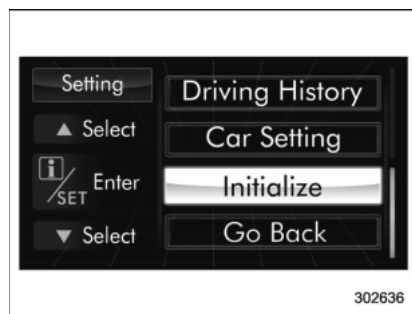 Setting
▲ Select
i/SET Enter
▼ Select
Driving History
Car Setting
Initialize
Go Back
302636